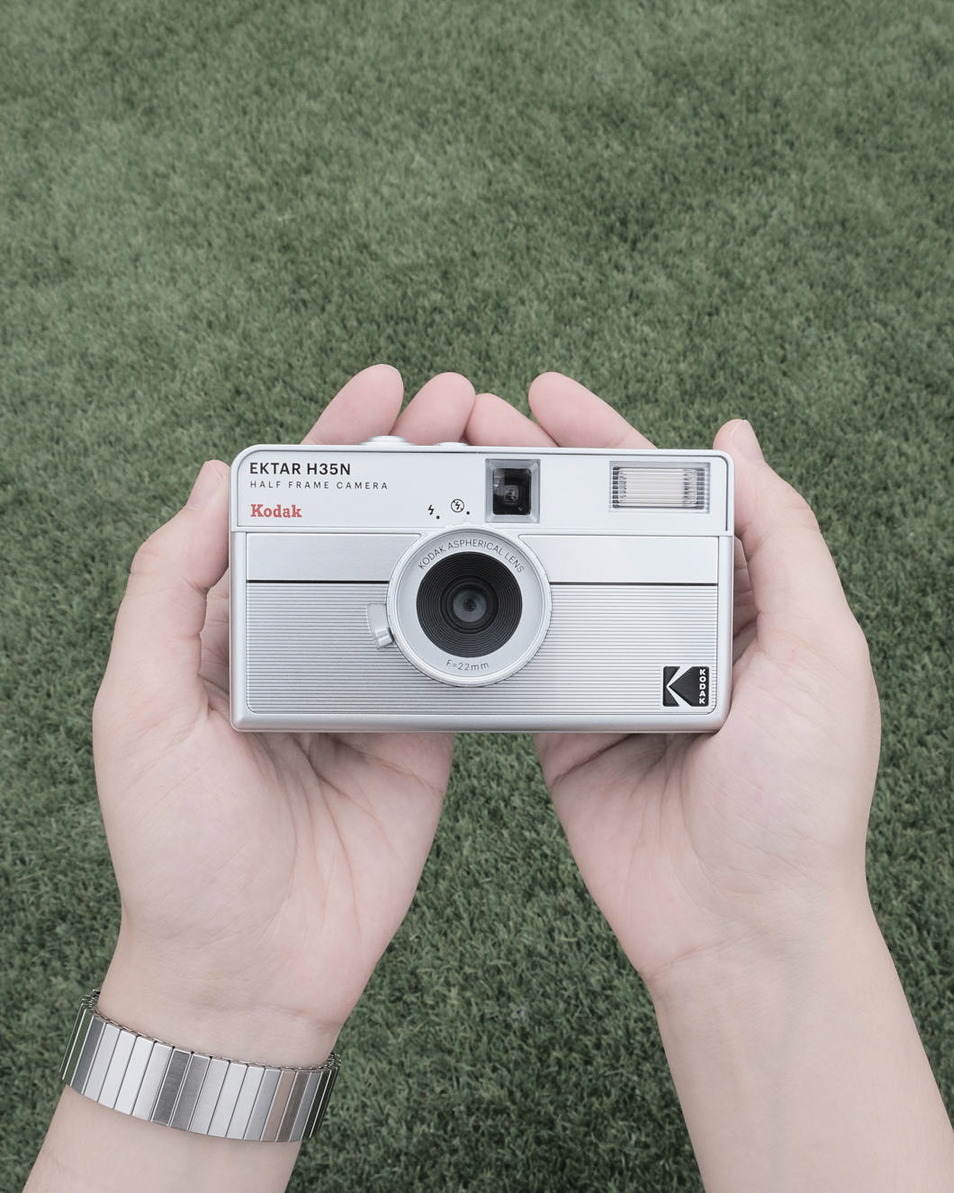 EKTAR H35N
HALF FRAME CAMERA
Kodak
KODAK ASPHERICAL LENS
F=22mm
KODAK